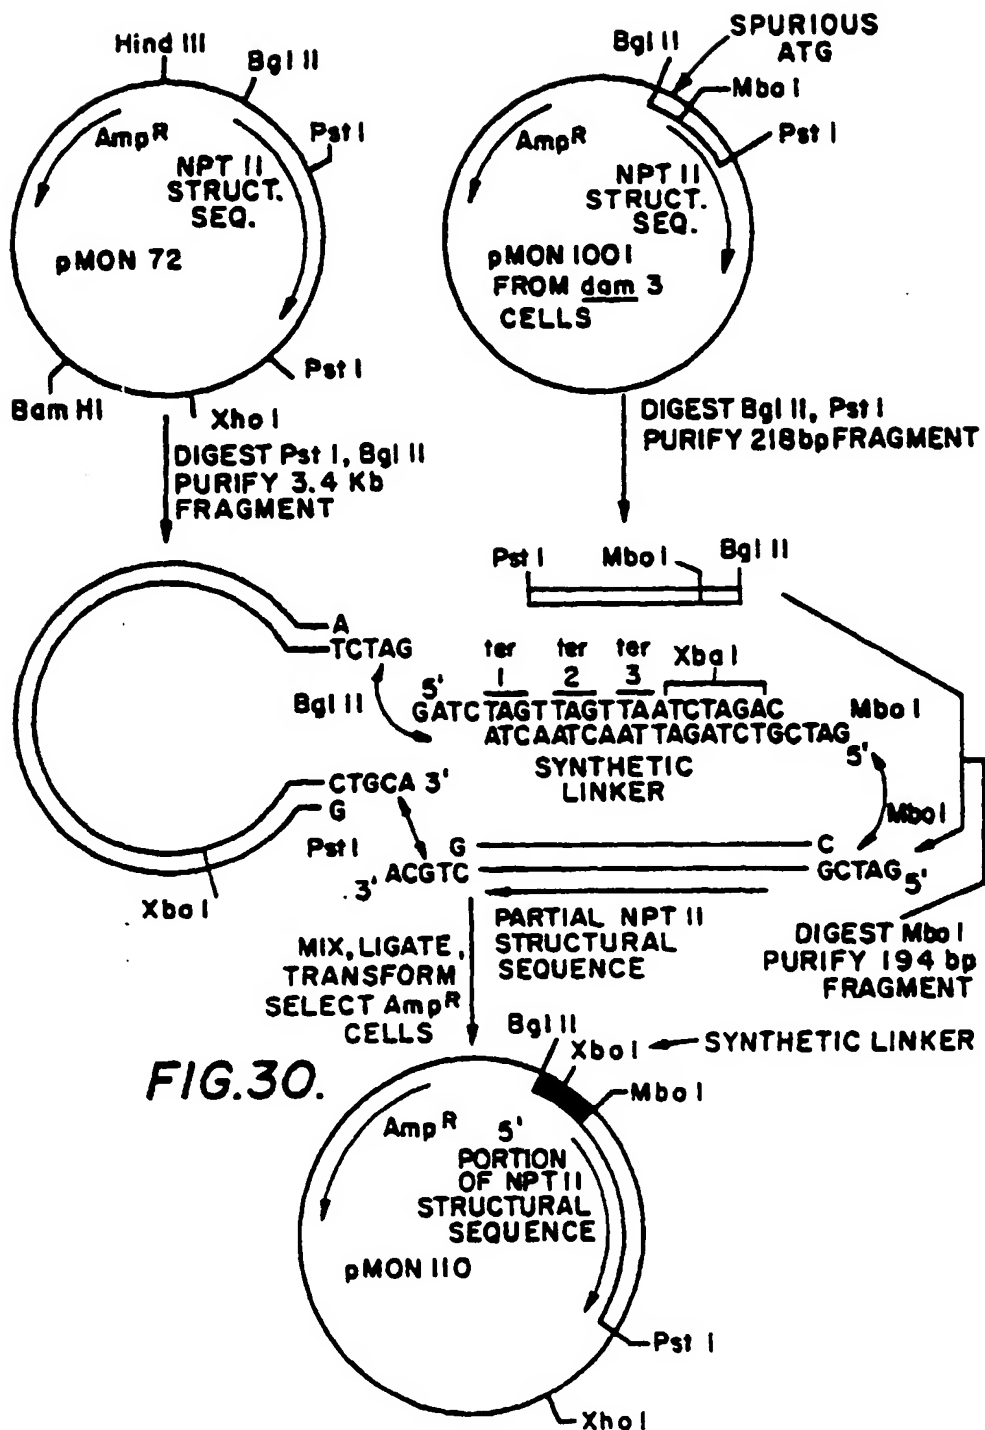 Hind III
Bgl II
Pst I
Amp R
NPT II
STRUCT.
SEQ.
pMON 72
Pst I
Bam HI
Xho I
SPURIOUS
ATG
Bgl II
Mbo I
Pst I
Amp R
NPT II
STRUCT.
SEQ.
pMON 1001
FROM dam 3
CELLS
DIGEST Pst I, Bgl II
PURIFY 3.4 Kb
FRAGMENT
DIGEST Bgl II, Pst I
PURIFY 218bp FRAGMENT
Pst I
Mbo I
Bgl II
A
TCTAG
Bgl II
ter
1
ter
2
ter
3
Xba I
5'
GATCTAGTTAGTTAATCTAGAC
ATCAATCAATTAGATCTGCTAG
5'
Mbo I
SYNTHETIC
LINKER
CTGCA 3'
G
Pst I
Xba I
G
3' ACGTC
C
GCTAG 5'
Mbo I
PARTIAL NPT II
STRUCTURAL
SEQUENCE
DIGEST Mbo I
PURIFY 194 bp
FRAGMENT
MIX, LIGATE,
TRANSFORM
SELECT Amp R
CELLS
FIG.30.
Bgl II
Xba I
SYNTHETIC LINKER
Mbo I
Amp R
5'
PORTION
OF NPT II
STRUCTURAL
SEQUENCE
pMON 110
Pst I
Xho I